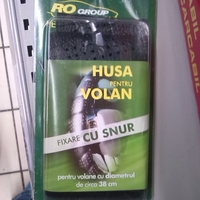 RO GROUP
HUSA
PENTRU
VOLAN
FIXARE CU SNUR
pentru volane cu diametrul
de circa 38 cm